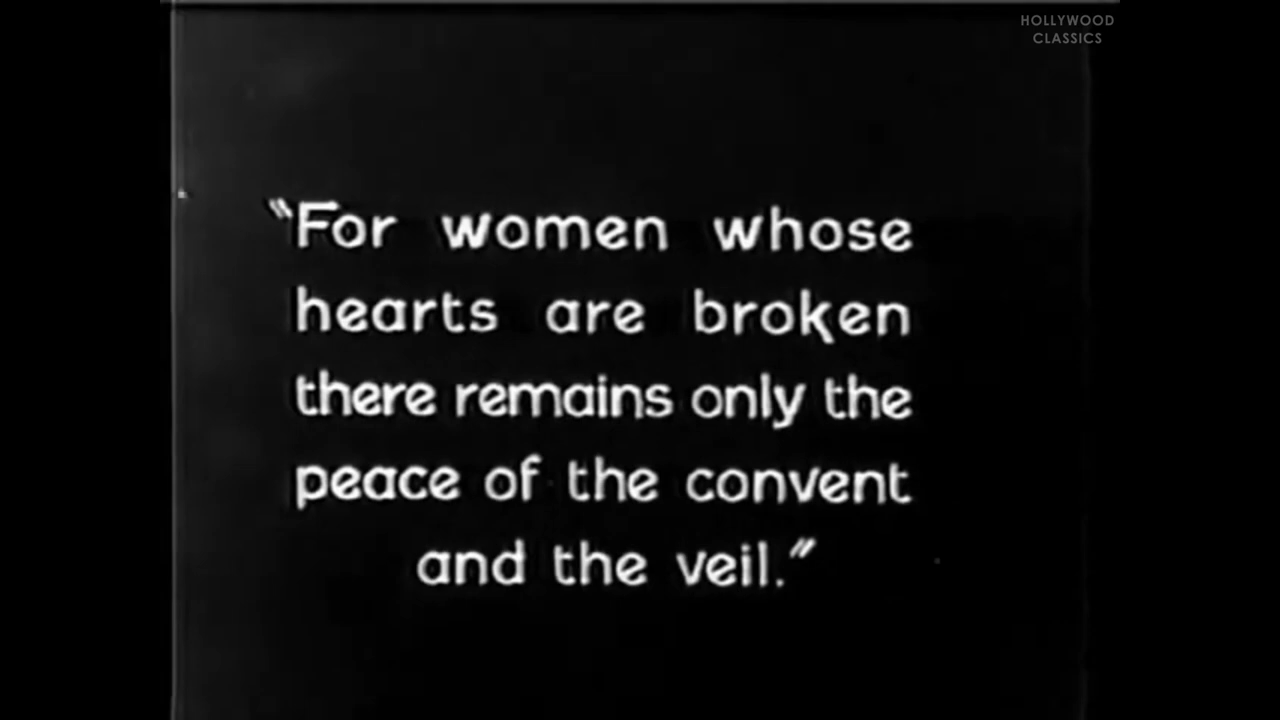 HOLLYWOOD
CLASSICS
"For women whose
hearts are broken
there remains only the
peace of the convent
and the veil."